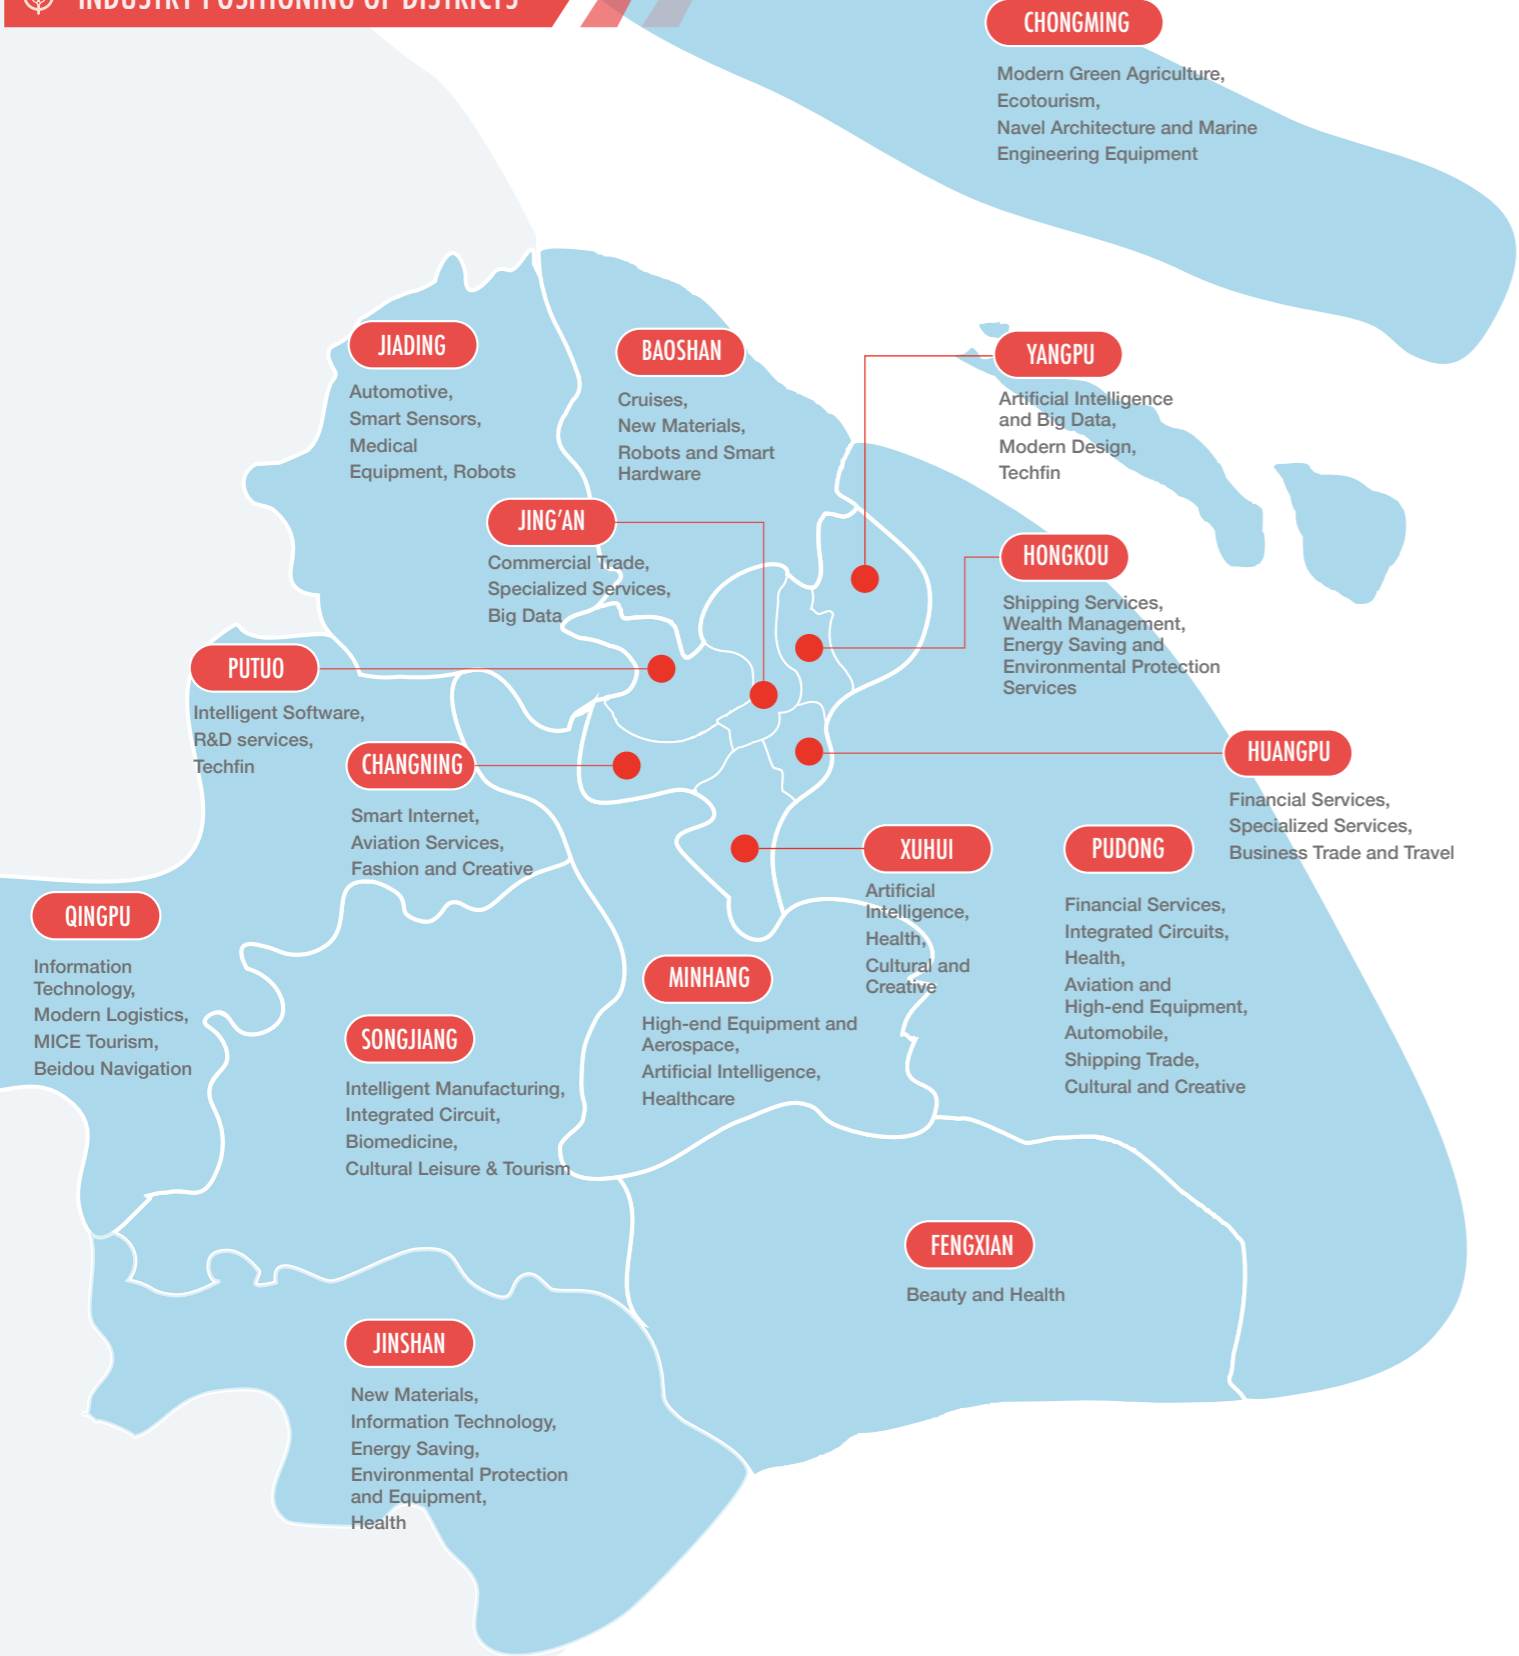 INDUSTRY POSITIONING OF DISTRICTS
CHONGMING
Modern Green Agriculture,
Ecotourism,
Navel Architecture and Marine
Engineering Equipment
JIADING
Automotive,
Smart Sensors,
Medical
Equipment, Robots
BAOSHAN
Cruises,
New Materials,
Robots and Smart
Hardware
YANGPU
Artificial Intelligence
and Big Data,
Modern Design,
Techfin
JING'AN
Commercial Trade,
Specialized Services,
Big Data
HONGKOU
Shipping Services,
Wealth Management,
Energy Saving and
Environmental Protection
Services
PUTUO
Intelligent Software,
R&D services,
Techfin
CHANGNING
Smart Internet,
Aviation Services,
Fashion and Creative
HUANGPU
Financial Services,
Specialized Services,
Business Trade and Travel
XUHUI
Artificial
Intelligence,
Health,
Cultural and
Creative
PUDONG
Financial Services,
Integrated Circuits,
Health,
Aviation and
High-end Equipment,
Automobile,
Shipping Trade,
Cultural and Creative
QINGPU
Information
Technology,
Modern Logistics,
MICE Tourism,
Beidou Navigation
MINHANG
High-end Equipment and
Aerospace,
Artificial Intelligence,
Healthcare
SONGJIANG
Intelligent Manufacturing,
Integrated Circuit,
Biomedicine,
Cultural Leisure & Tourism
FENGXIAN
Beauty and Health
JINSHAN
New Materials,
Information Technology,
Energy Saving,
Environmental Protection
and Equipment,
Health